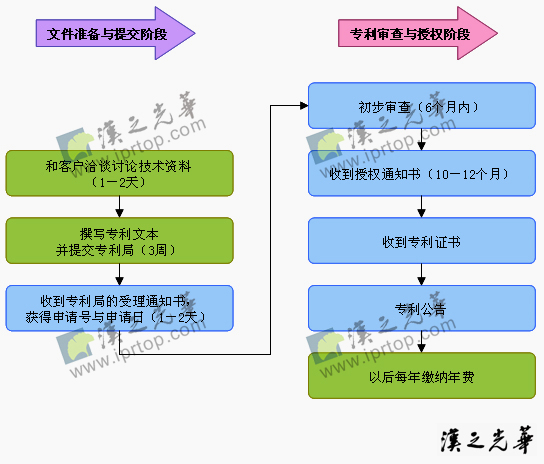 文件准备与提交阶段
专利审查与授权阶段
和客户洽谈讨论技术资料
（1—2天）
撰写专利文本
并提交专利局（3周）
收到专利局的受理通知书，
获得申请号与申请日（1—2天）
初步审查（6个月内）
收到授权通知书（10—12个月）
收到专利证书
专利公告
以后每年缴纳年费
漢之光華
www.iprtop.com
漢之光華
www.iprtop.com
漢之光華
www.iprtop.com
漢之光華
www.iprtop.com
漢之光華